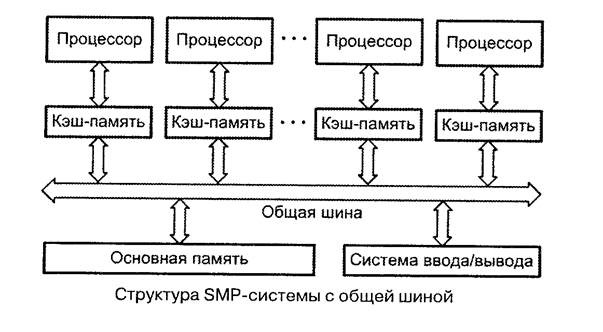 Процессор Процессор ··· Процессор Процессор
Кэш-память Кэш-память ··· Кэш-память Кэш-память
Общая шина
Основная память Система ввода/вывода
Структура SMP-системы с общей шиной